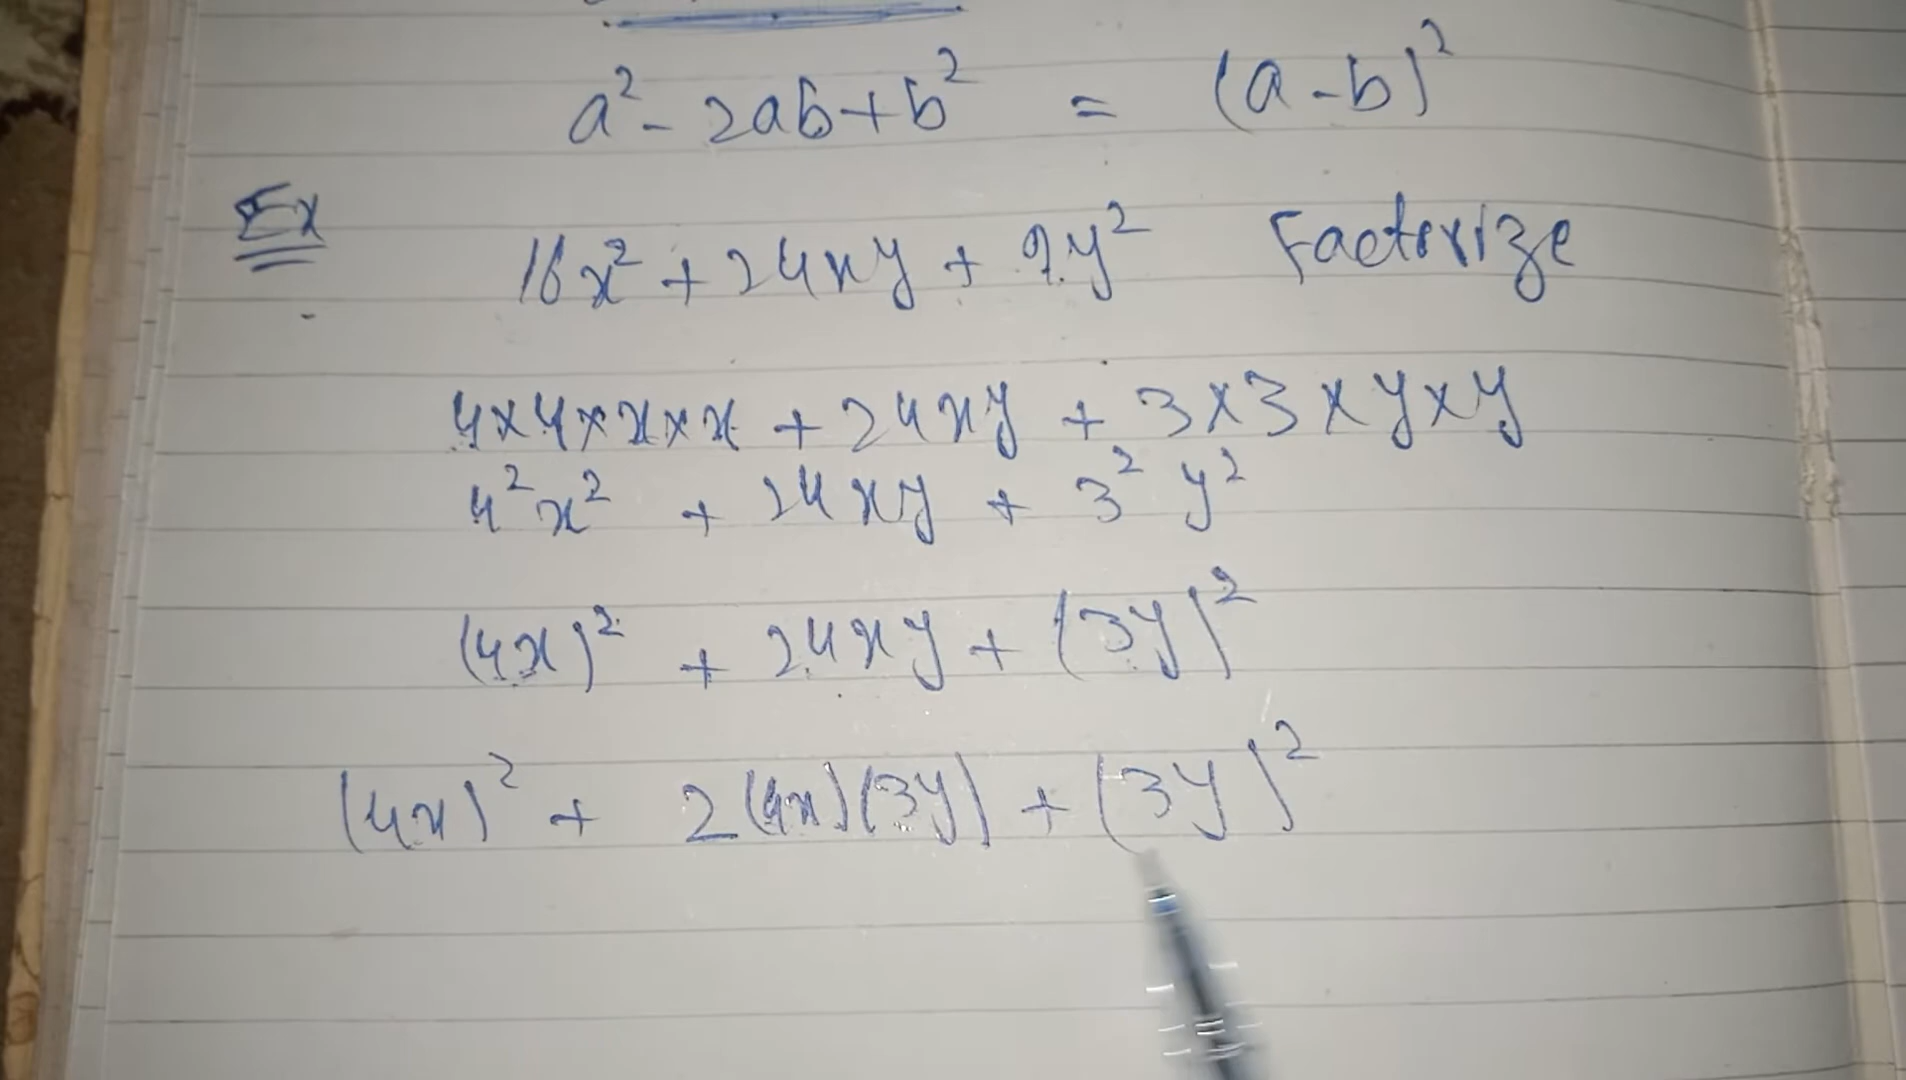 a² - 2ab + b² = (a - b)²
Ex
16x² + 24xy + 9y² Factorize
4×4×x×x + 24xy + 3×3×y×y
4²x² + 24xy + 3²y²
(4x)² + 24xy + (3y)²
(4x)² + 2(4x)(3y) + (3y)²